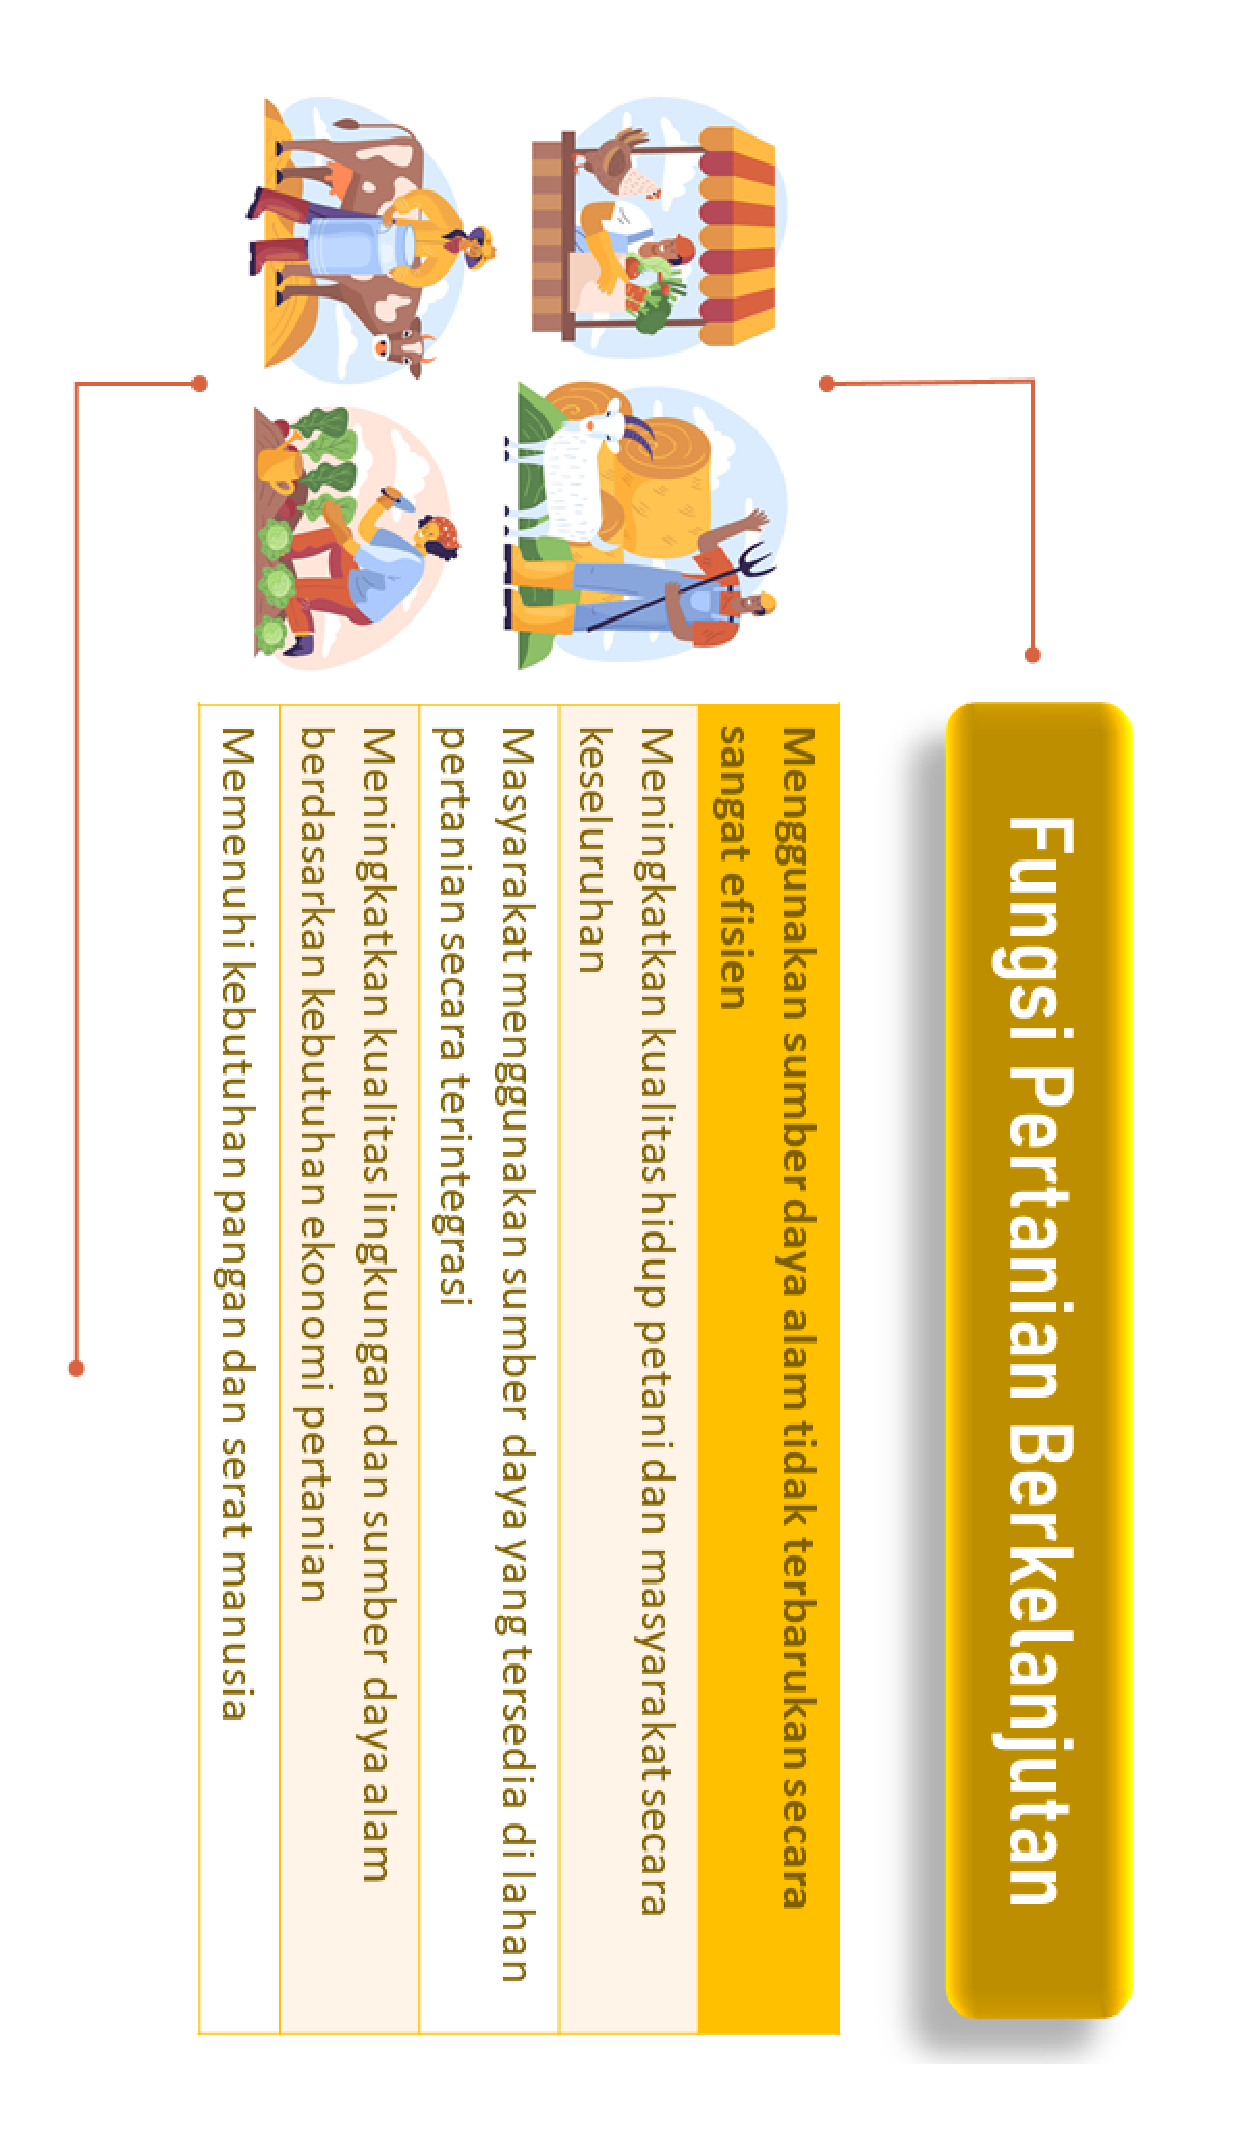 Fungsi Pertanian Berkelanjutan
Menggunakan sumber daya alam tidak terbarukan secara
sangat efisien
Meningkatkan kualitas hidup petani dan masyarakat secara
keseluruhan
Masyarakat menggunakan sumber daya yang tersedia di lahan
pertanian secara terintegrasi
Meningkatkan kualitas lingkungan dan sumber daya alam
berdasarkan kebutuhan ekonomi pertanian
Memenuhi kebutuhan pangan dan serat manusia